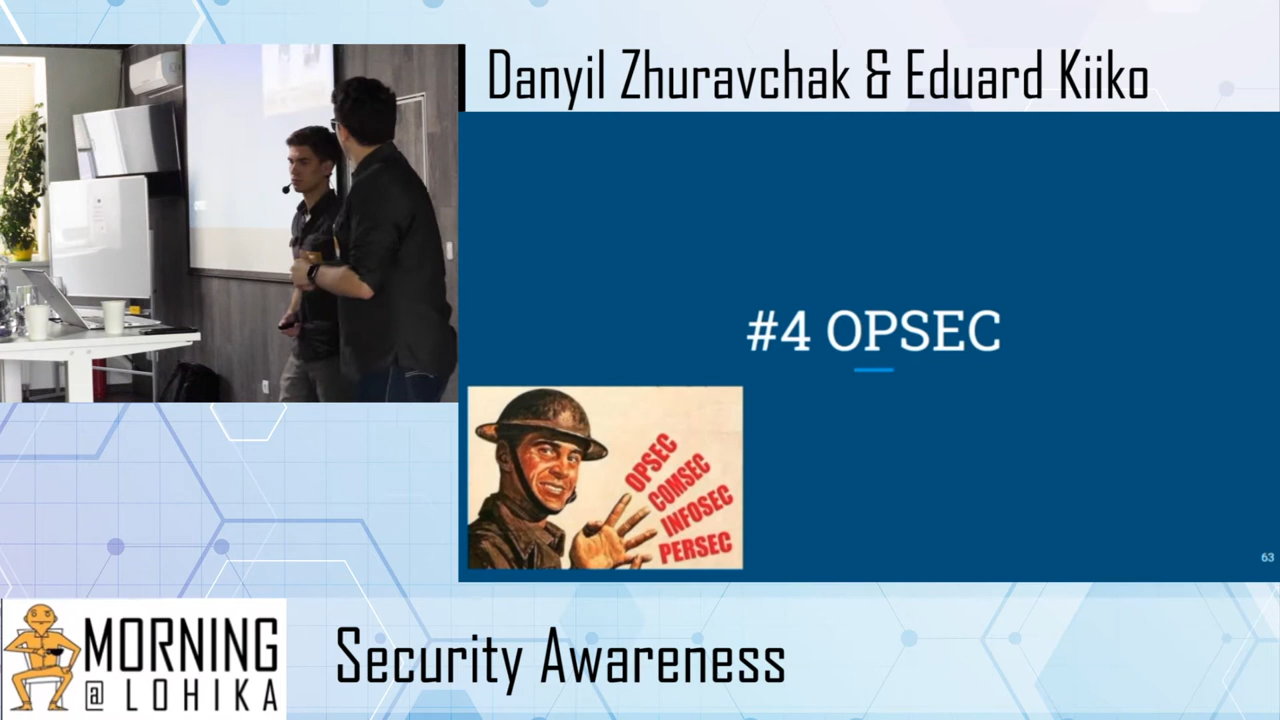 Danyil Zhuravchak & Eduard Kiiko
#4 OPSEC
OPSEC
COMSEC
INFOSEC
PERSEC
63
MORNING
@ LOHIKA
Security Awareness